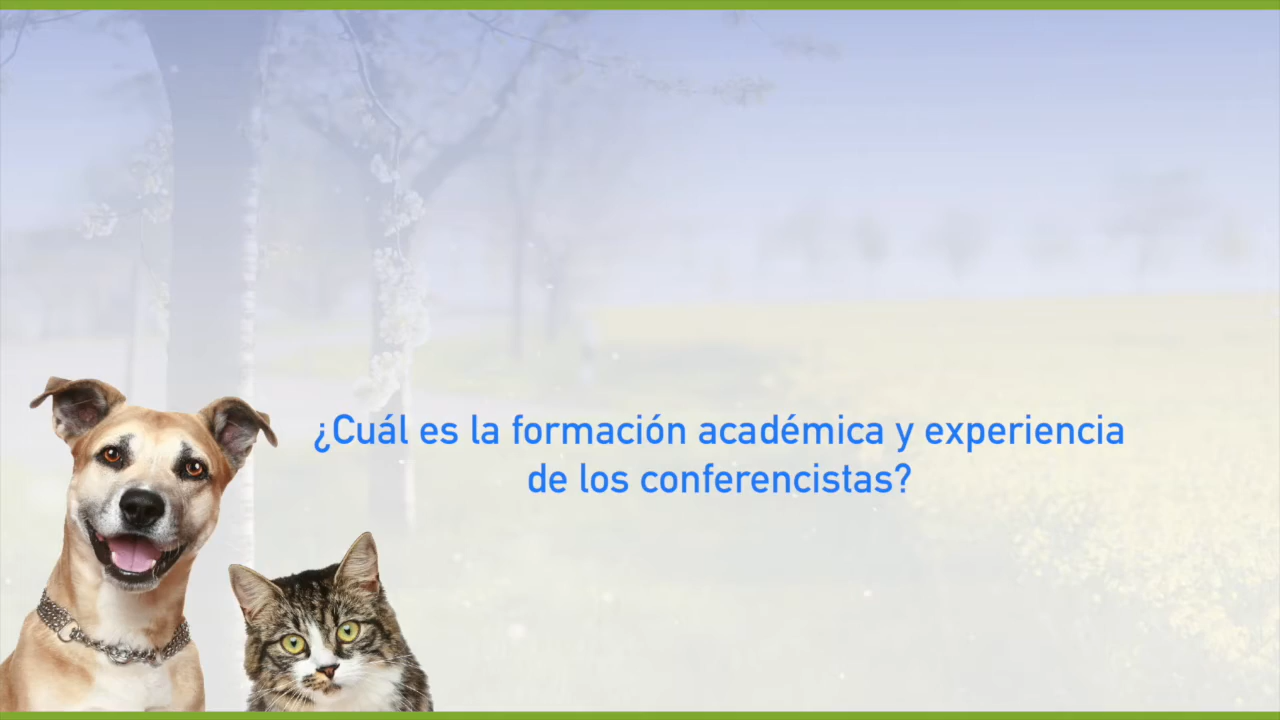 ¿Cuál es la formación académica y experiencia
de los conferencistas?